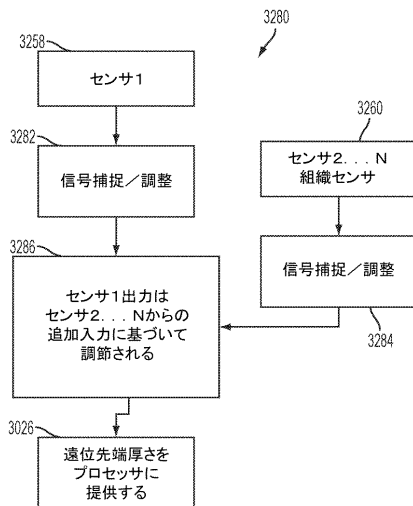 3280
3258
センサ1
3282
信号捕捉/調整
3260
センサ2...N
組織センサ
信号捕捉/調整
3284
3286
センサ1出力は
センサ2...Nからの
追加入力に基づいて
調節される
3026
遠位先端厚さを
プロセッサに
提供する